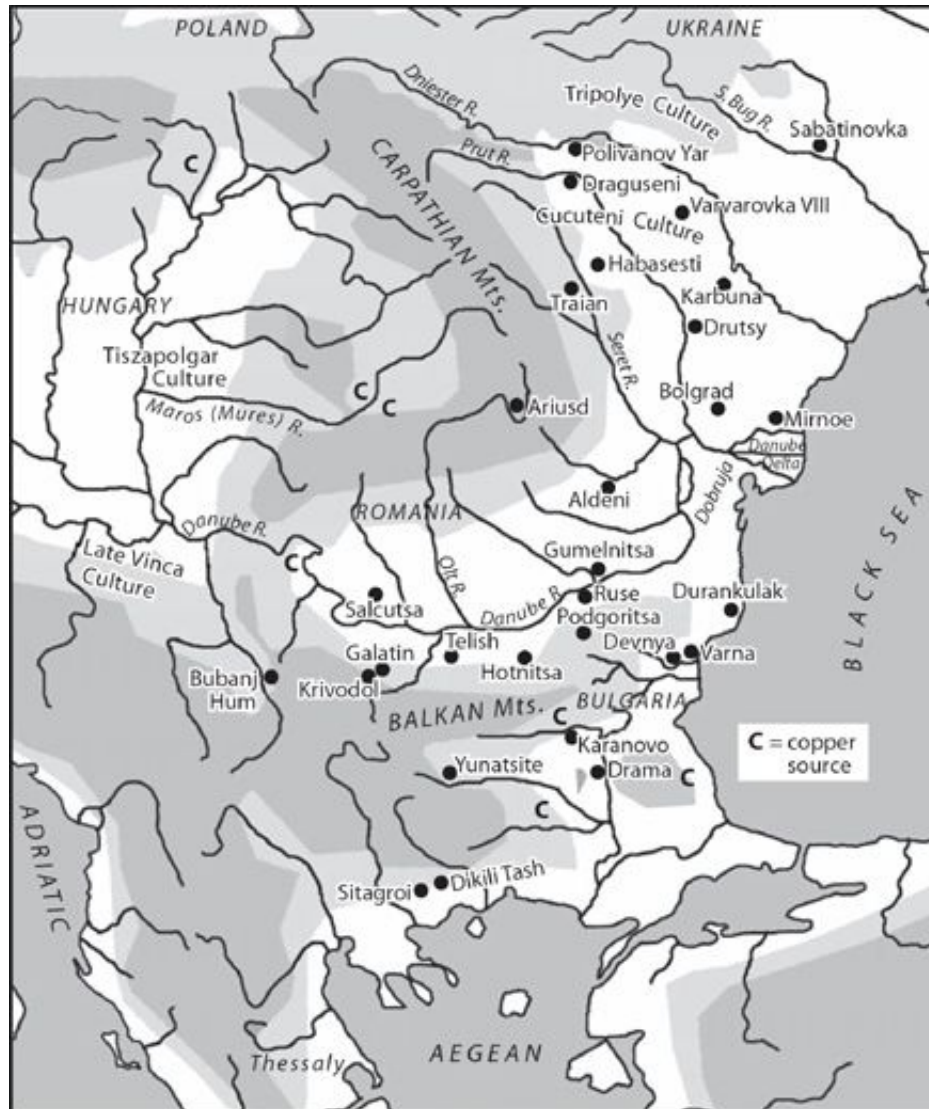 POLAND
UKRAINE
Dniester R.
Tripolye Culture
S. Bug R.
Sabatinovka
C
CARPATHIAN Mts.
Prut R.
Polivanov Yar
Draguseni
Cucuteni Culture
Varvarovka VIII
Habasesti
HUNGARY
Traian
Karbuna
Drutsy
Tiszapolgar
Culture
Seret R.
C
C
Maros (Mures) R.
Ariusd
Bolgrad
Mirnoe
Danube
Delta
Dobruja
Aldeni
ROMANIA
Danube R.
Late Vinca
Culture
C
Olt R.
Gumelnitsa
Salcutsa
Danube R.
Ruse
Podgoritsa
Durankulak
BLACK SEA
Telish
Devnya
Varna
Galatin
Hotnitsa
Bubanj
Hum
Krivodol
BALKAN Mts.
BULGARIA
C
Karanovo
C = copper
source
Yunatsite
Drama
C
C
ADRIATIC
Sitagroi
Dikili Tash
Thessaly
AEGEAN